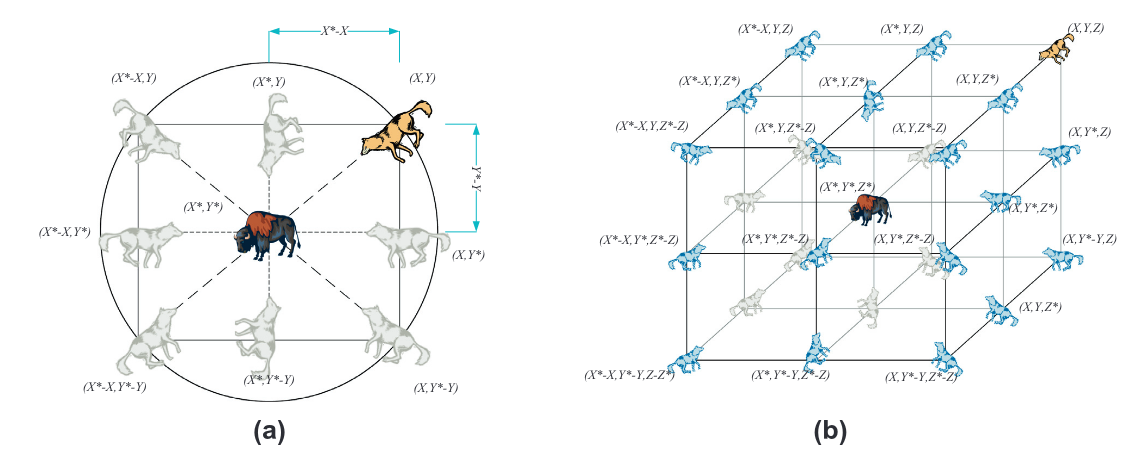 X*-X
(X*-X,Y)
(X*,Y)
(X,Y)
Y*-Y
(X*,Y*)
(X*-X,Y*)
(X,Y*)
(X*-X,Y*-Y)
(X*,Y*-Y)
(X,Y*-Y)
(a)
(X*-X,Y,Z)
(X*,Y,Z)
(X,Y,Z)
(X*-X,Y,Z*)
(X*,Y,Z*)
(X,Y,Z*)
(X*-X,Y,Z*-Z)
(X*,Y,Z*-Z)
(X,Y,Z*-Z)
(X,Y*,Z)
(X*,Y*,Z*)
(X,Y*,Z*)
(X*-X,Y*,Z*-Z)
(X*,Y*,Z*-Z)
(X,Y*,Z*-Z)
(X,Y*-Y,Z)
(X,Y,Z*)
(X*-X,Y*-Y,Z-Z*)
(X*,Y*-Y,Z*-Z)
(X,Y*-Y,Z*-Z)
(b)